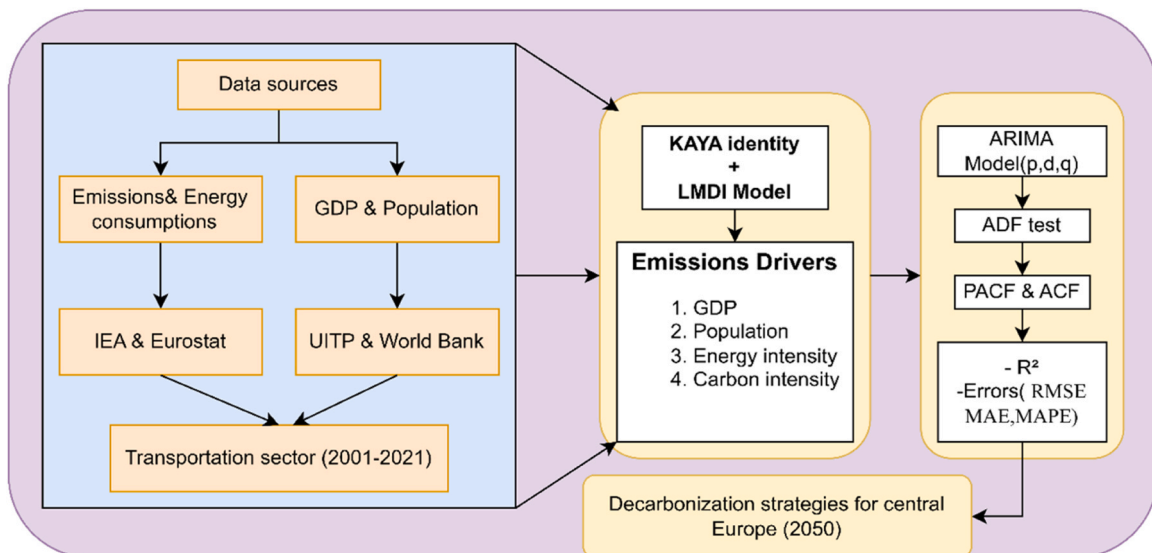 Data sources
Emissions& Energy
consumptions
GDP & Population
IEA & Eurostat
UITP & World Bank
Transportation sector (2001-2021)
KAYA identity
+
LMDI Model
Emissions Drivers
1. GDP
2. Population
3. Energy intensity
4. Carbon intensity
ARIMA
Model(p,d,q)
ADF test
PACF & ACF
- R²
-Errors( RMSE
MAE,MAPE)
Decarbonization strategies for central
Europe (2050)